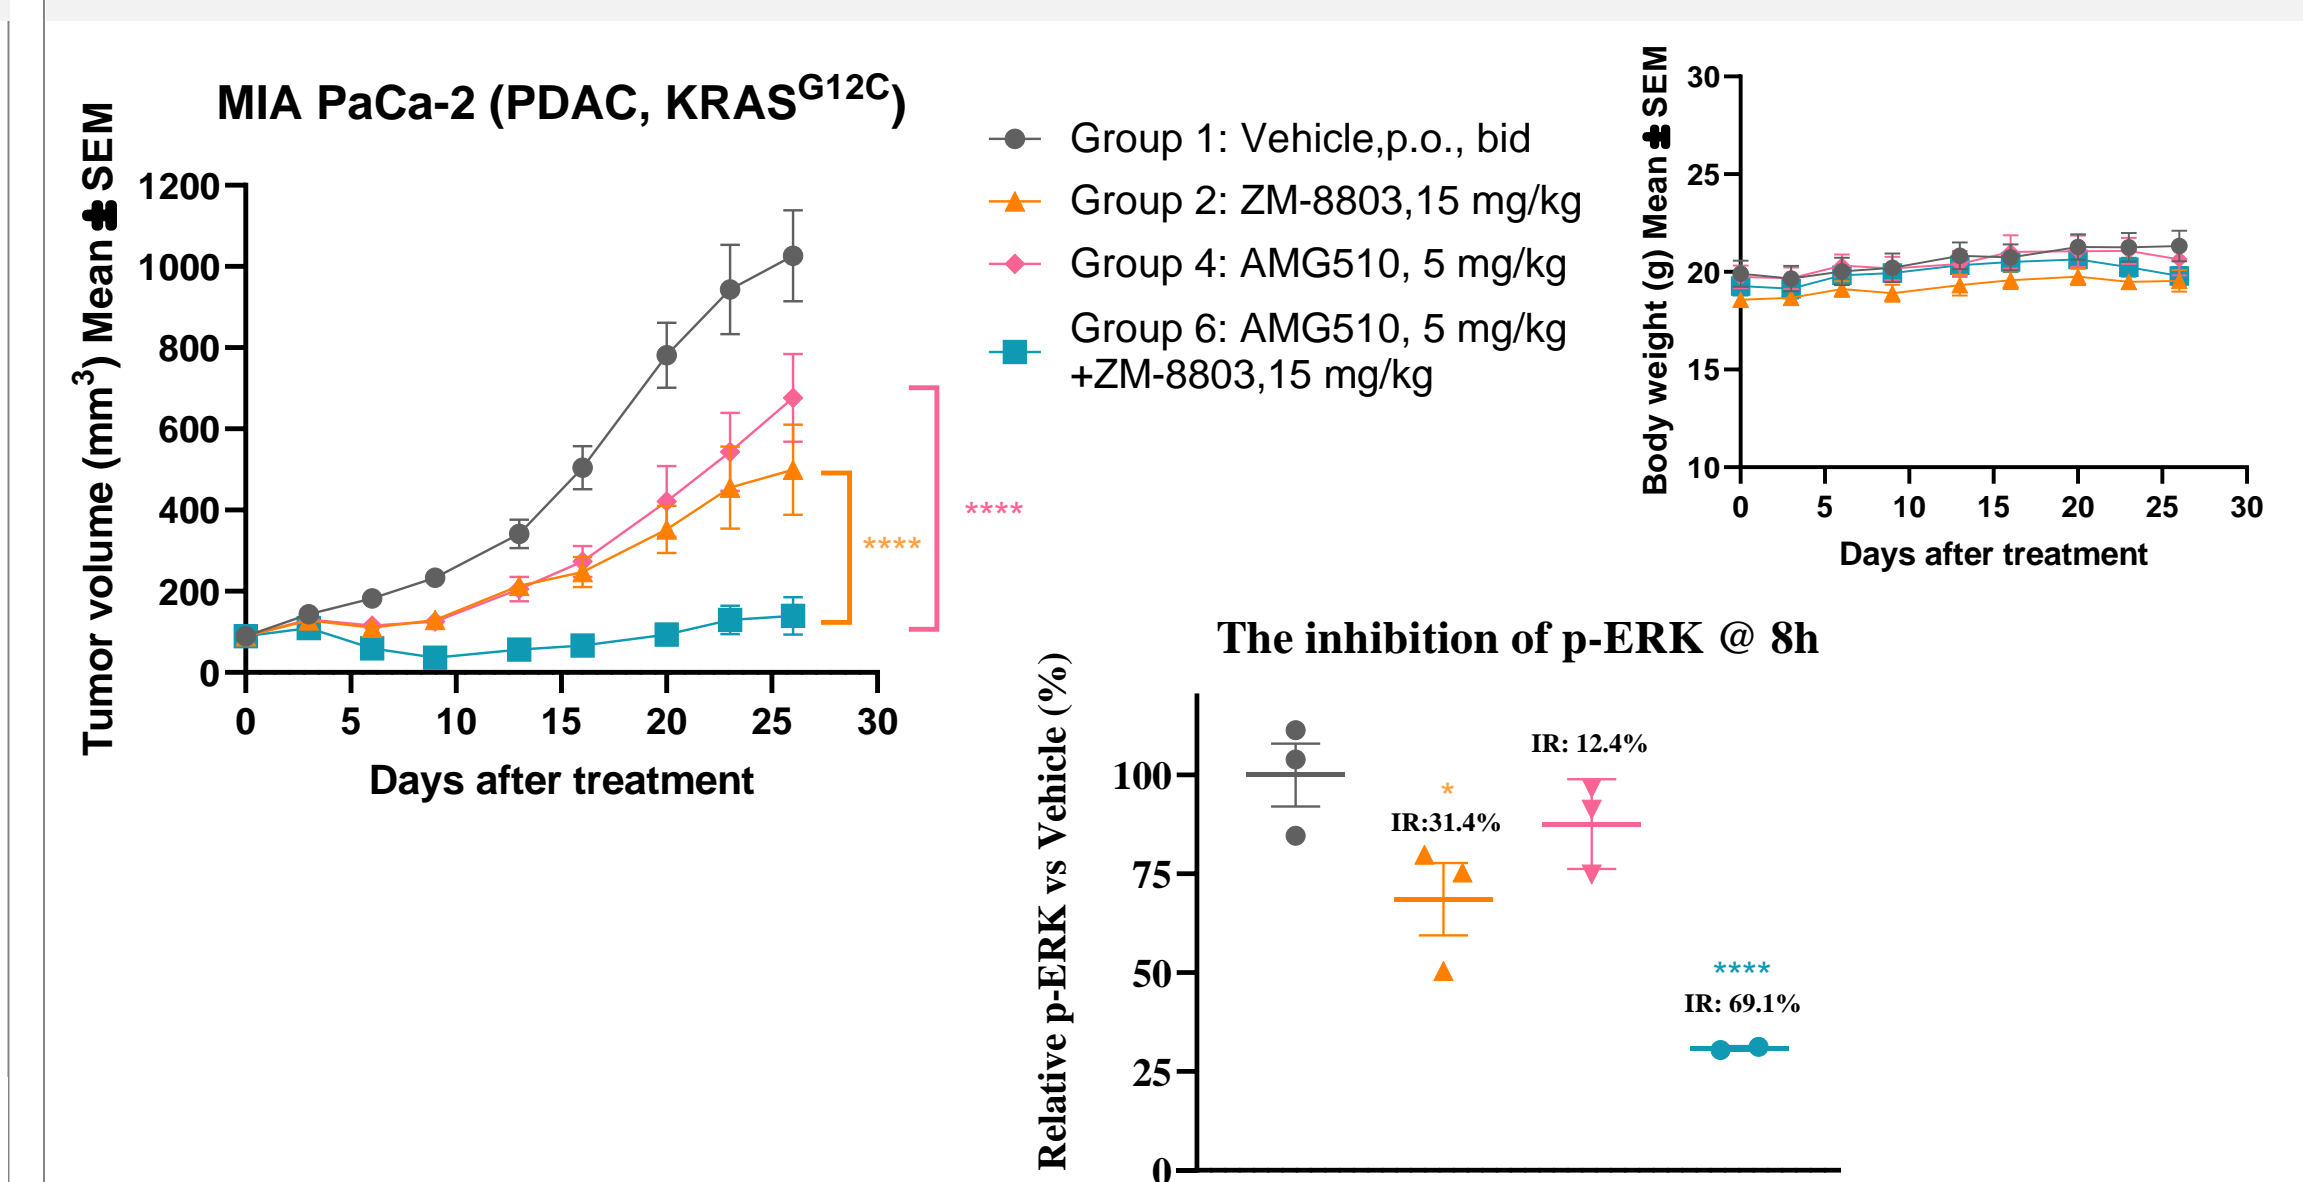 MIA PaCa-2 (PDAC, KRAS^G12C)
Tumor volume (mm³) Mean ± SEM
1200
1000
800
600
400
200
0
0 5 10 15 20 25 30
Days after treatment
****
****
Group 1: Vehicle,p.o., bid
Group 2: ZM-8803,15 mg/kg
Group 4: AMG510, 5 mg/kg
Group 6: AMG510, 5 mg/kg
+ZM-8803,15 mg/kg
Body weight (g) Mean ± SEM
30
25
20
15
10
0 5 10 15 20 25 30
Days after treatment
The inhibition of p-ERK @ 8h
Relative p-ERK vs Vehicle (%)
100
75
50
25
0
*
IR:31.4%
IR: 12.4%
****
IR: 69.1%